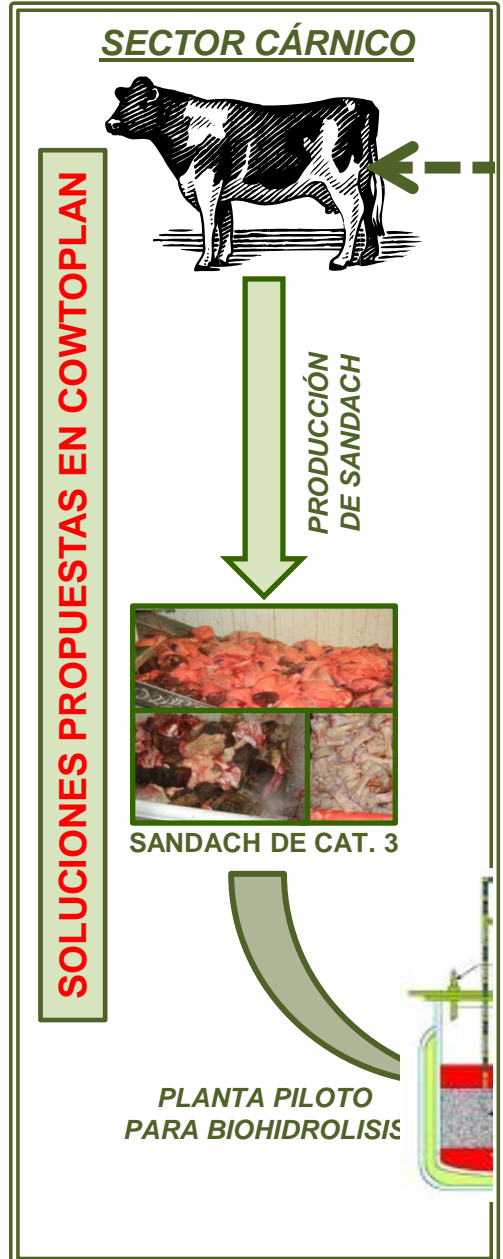 SECTOR CÁRNICO
SOLUCIONES PROPUESTAS EN COWTOPLAN
PRODUCCIÓN
DE SANDACH
SANDACH DE CAT. 3
PLANTA PILOTO
PARA BIOHIDROLISIS